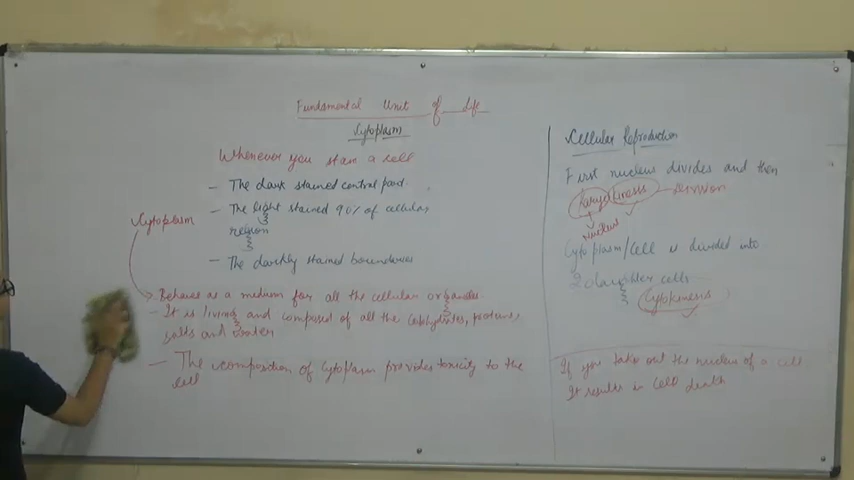 Fundamental Unit of Life
Cytoplasm
Whenever you stain a cell
- The dark stained central part.
- The light stained 90% of cellular
region
- The darkly stained boundaries
Cytoplasm
Behave as a medium for all the cellular organelles
- It is living and composed of all the carbohydrates, proteins,
salts and water
- The composition of Cytoplasm provides toxicity to the
cell
Cellular Reproduction
First nucleus divides and then
Karyokinesis - division
nucleus
Cytoplasm/Cell is divided into
2 daughter cells
Cytokinesis
If you take out the nucleus of a cell
It results in Cell death